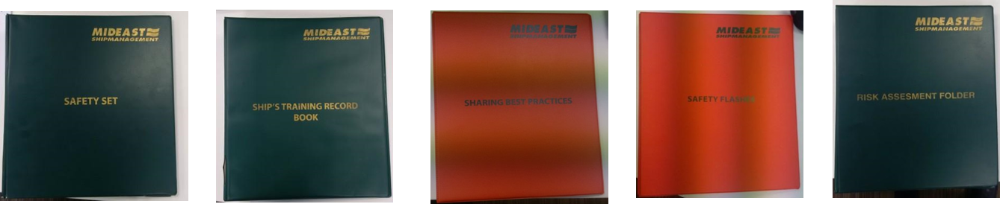 MIDEAST
SHIPMANAGEMENT
SAFETY SET
MIDEAST
SHIPMANAGEMENT
SHIP'S TRAINING RECORD
BOOK
MIDEAST
SHIPMANAGEMENT
SHARING BEST PRACTICES
MIDEAST
SHIPMANAGEMENT
SAFETY
MIDEAST
SHIPMANAGEMENT
RISK ASSESMENT FOLDER